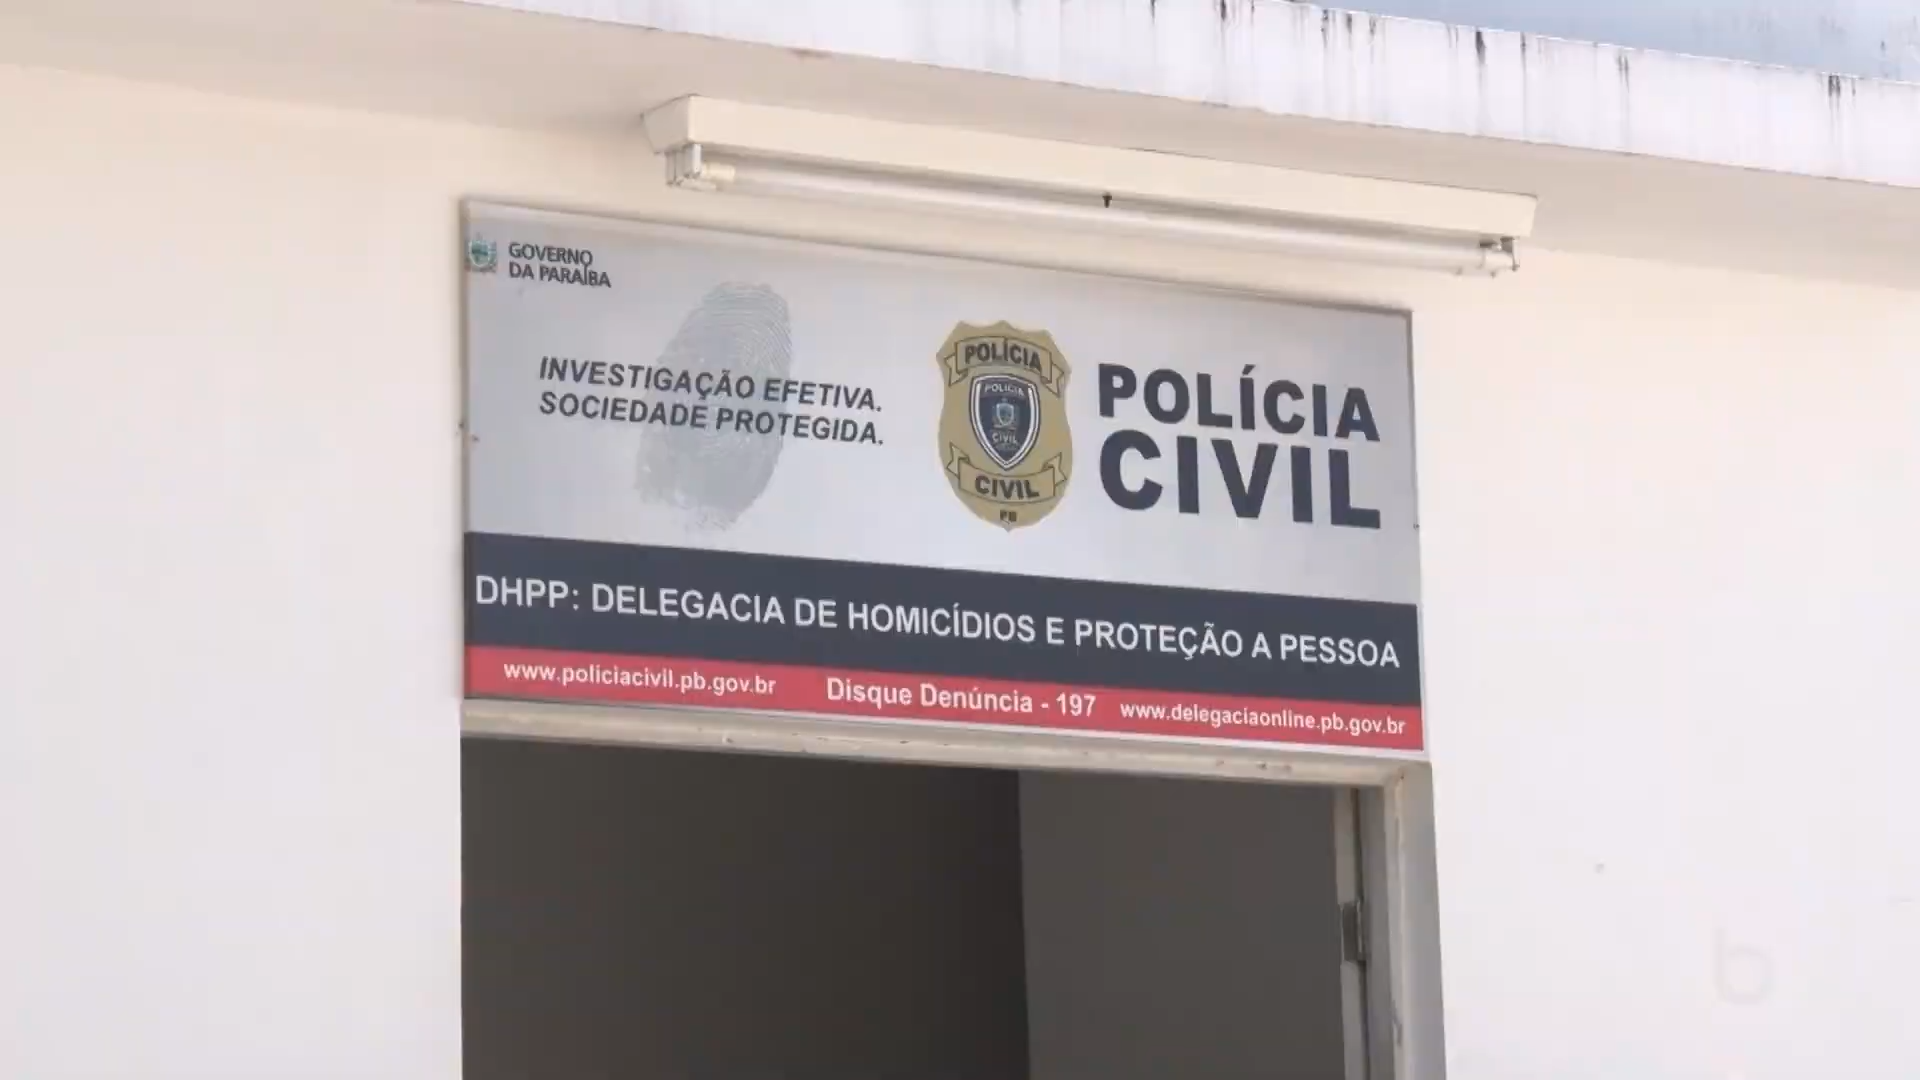 GOVERNO
DA PARAÍBA
INVESTIGAÇÃO EFETIVA.
SOCIEDADE PROTEGIDA.
POLÍCIA
POLÍCIA
CIVIL
CIVIL
PB
POLÍCIA
CIVIL
DHPP: DELEGACIA DE HOMICÍDIOS E PROTEÇÃO A PESSOA
www.policiacivil.pb.gov.br Disque Denúncia - 197 www.delegaciaonline.pb.gov.br
b